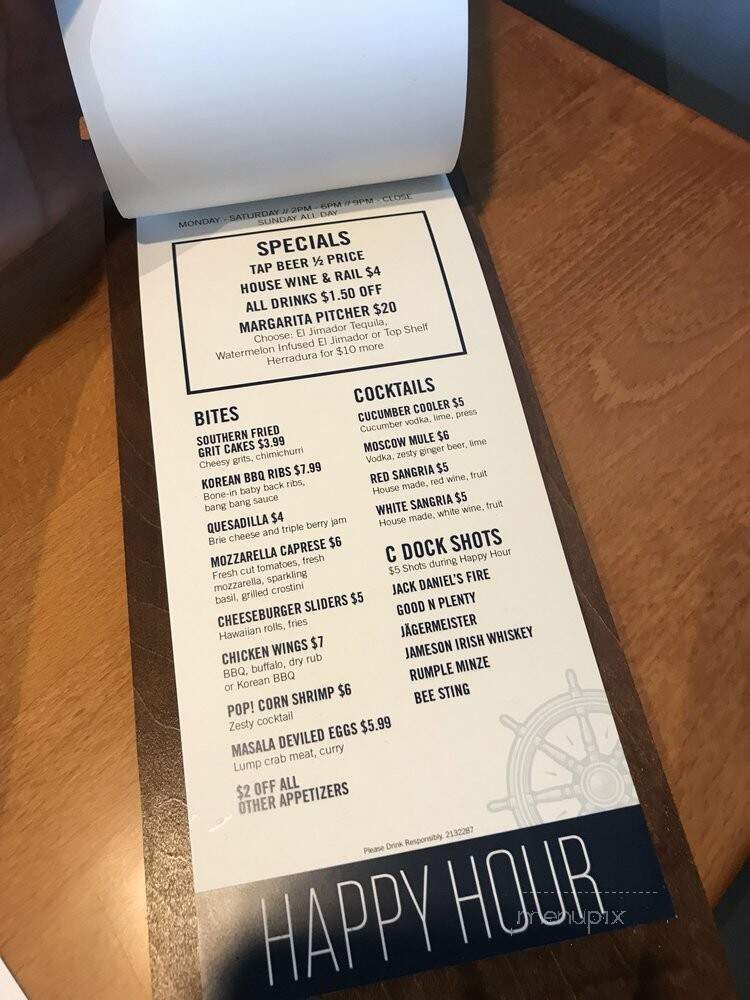 MONDAY - SATURDAY // 2PM - 6PM // 9PM - CLOSE
SUNDAY ALL DAY
SPECIALS
TAP BEER ½ PRICE
HOUSE WINE & RAIL $4
ALL DRINKS $1.50 OFF
MARGARITA PITCHER $20
Choose: El Jimador Tequila,
Watermelon Infused El Jimador or Top Shelf
Herradura for $10 more
BITES
SOUTHERN FRIED
GRIT CAKES $3.99
Cheesy grits, chimichurri
KOREAN BBQ RIBS $7.99
Bone-in baby back ribs,
bang bang sauce
QUESADILLA $4
Brie cheese and triple berry jam
MOZZARELLA CAPRESE $6
Fresh cut tomatoes, fresh
mozzarella, sparkling
basil, grilled crostini
CHEESEBURGER SLIDERS $5
Hawaiian rolls, fries
CHICKEN WINGS $7
BBQ, buffalo, dry rub
or Korean BBQ
POP! CORN SHRIMP $6
Zesty cocktail
MASALA DEVILED EGGS $5.99
Lump crab meat, curry
$2 OFF ALL
OTHER APPETIZERS
COCKTAILS
CUCUMBER COOLER $5
Cucumber vodka, lime, press
MOSCOW MULE $6
Vodka, zesty ginger beer, lime
RED SANGRIA $5
House made, red wine, fruit
WHITE SANGRIA $5
House made, white wine, fruit
C DOCK SHOTS
$5 Shots during Happy Hour
JACK DANIEL'S FIRE
GOOD N PLENTY
JÄGERMEISTER
JAMESON IRISH WHISKEY
RUMPLE MINZE
BEE STING
Please Drink Responsibly. 2132287
HAPPY HOUR
menupix